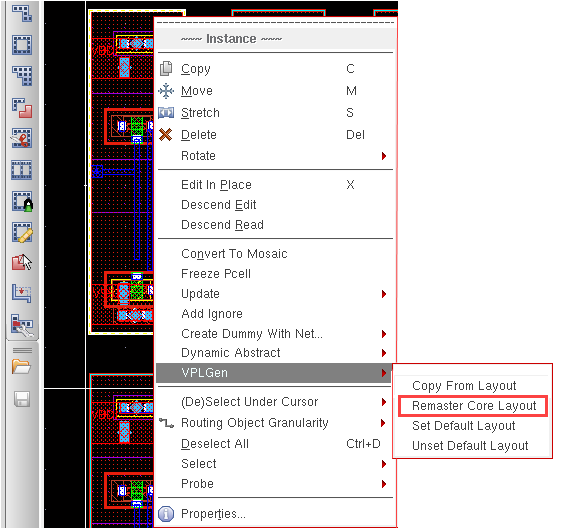 ~~~ Instance ~~~
Copy C
Move M
Stretch S
Delete Del
Rotate
Edit In Place X
Descend Edit
Descend Read
Convert To Mosaic
Freeze Pcell
Update
Add Ignore
Create Dummy With Net...
Dynamic Abstract
VPLGen
Copy From Layout
Remaster Core Layout
Set Default Layout
Unset Default Layout
(De)Select Under Cursor
Routing Object Granularity
Deselect All Ctrl+D
Select
Probe
Properties...